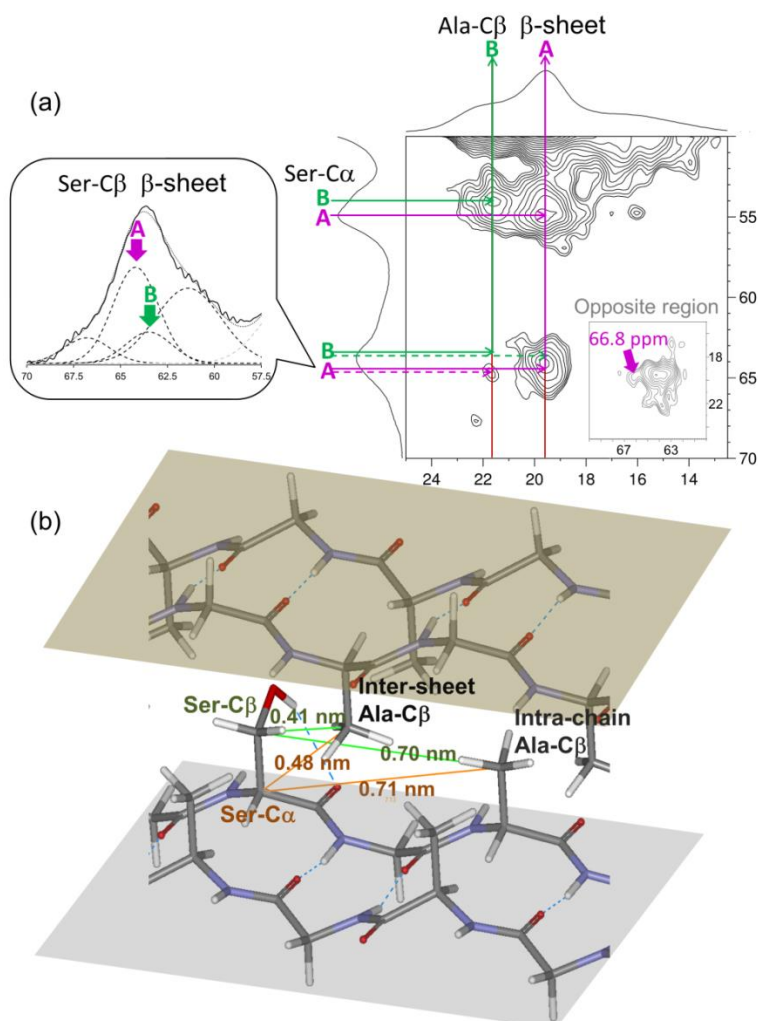 Ala-Cβ β-sheet
B A
(a)
Ser-Cβ β-sheet
A
B
70 67.5 65 62.5 60 57.5
Ser-Cα
B
A
B
A
55
60
65
70
Opposite region
66.8 ppm
18
22
67 63
24 22 20 18 16 14
(b)
Ser-Cβ
Inter-sheet
Ala-Cβ
Intra-chain
Ala-Cβ
0.41 nm
0.70 nm
0.48 nm
0.71 nm
Ser-Cα